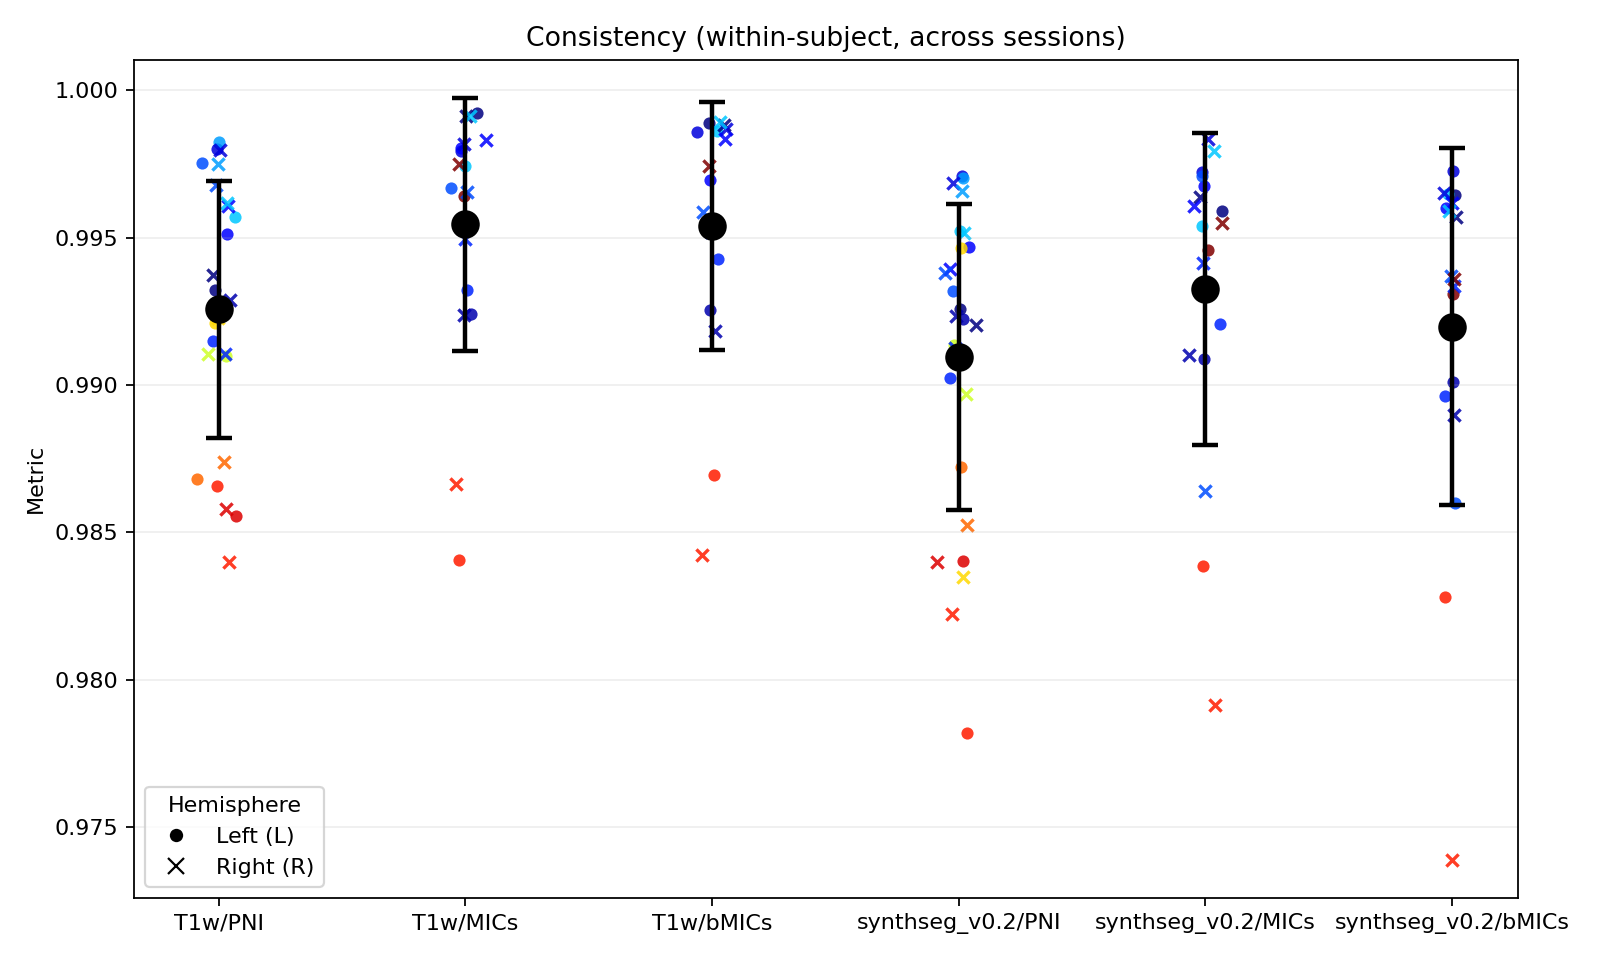 Consistency (within-subject, across sessions)
1.000
0.995
0.990
0.985
0.980
0.975
Metric
Hemisphere
Left (L)
Right (R)
T1w/PNI
T1w/MICs
T1w/bMICs
synthseg_v0.2/PNI
synthseg_v0.2/MICs
synthseg_v0.2/bMICs